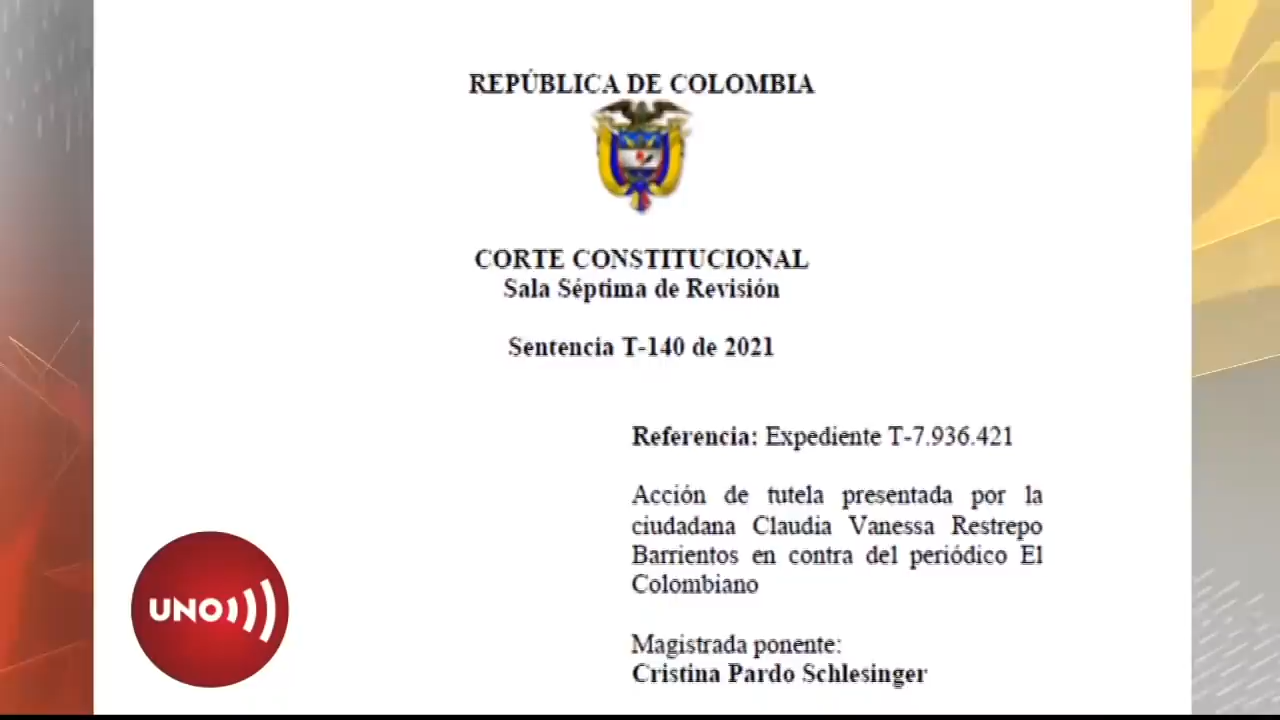 REPÚBLICA DE COLOMBIA
CORTE CONSTITUCIONAL
Sala Séptima de Revisión
Sentencia T-140 de 2021
Referencia: Expediente T-7.936.421
Acción de tutela presentada por la
ciudadana Claudia Vanessa Restrepo
Barrientos en contra del periódico El
Colombiano
Magistrada ponente:
Cristina Pardo Schlesinger
UNO